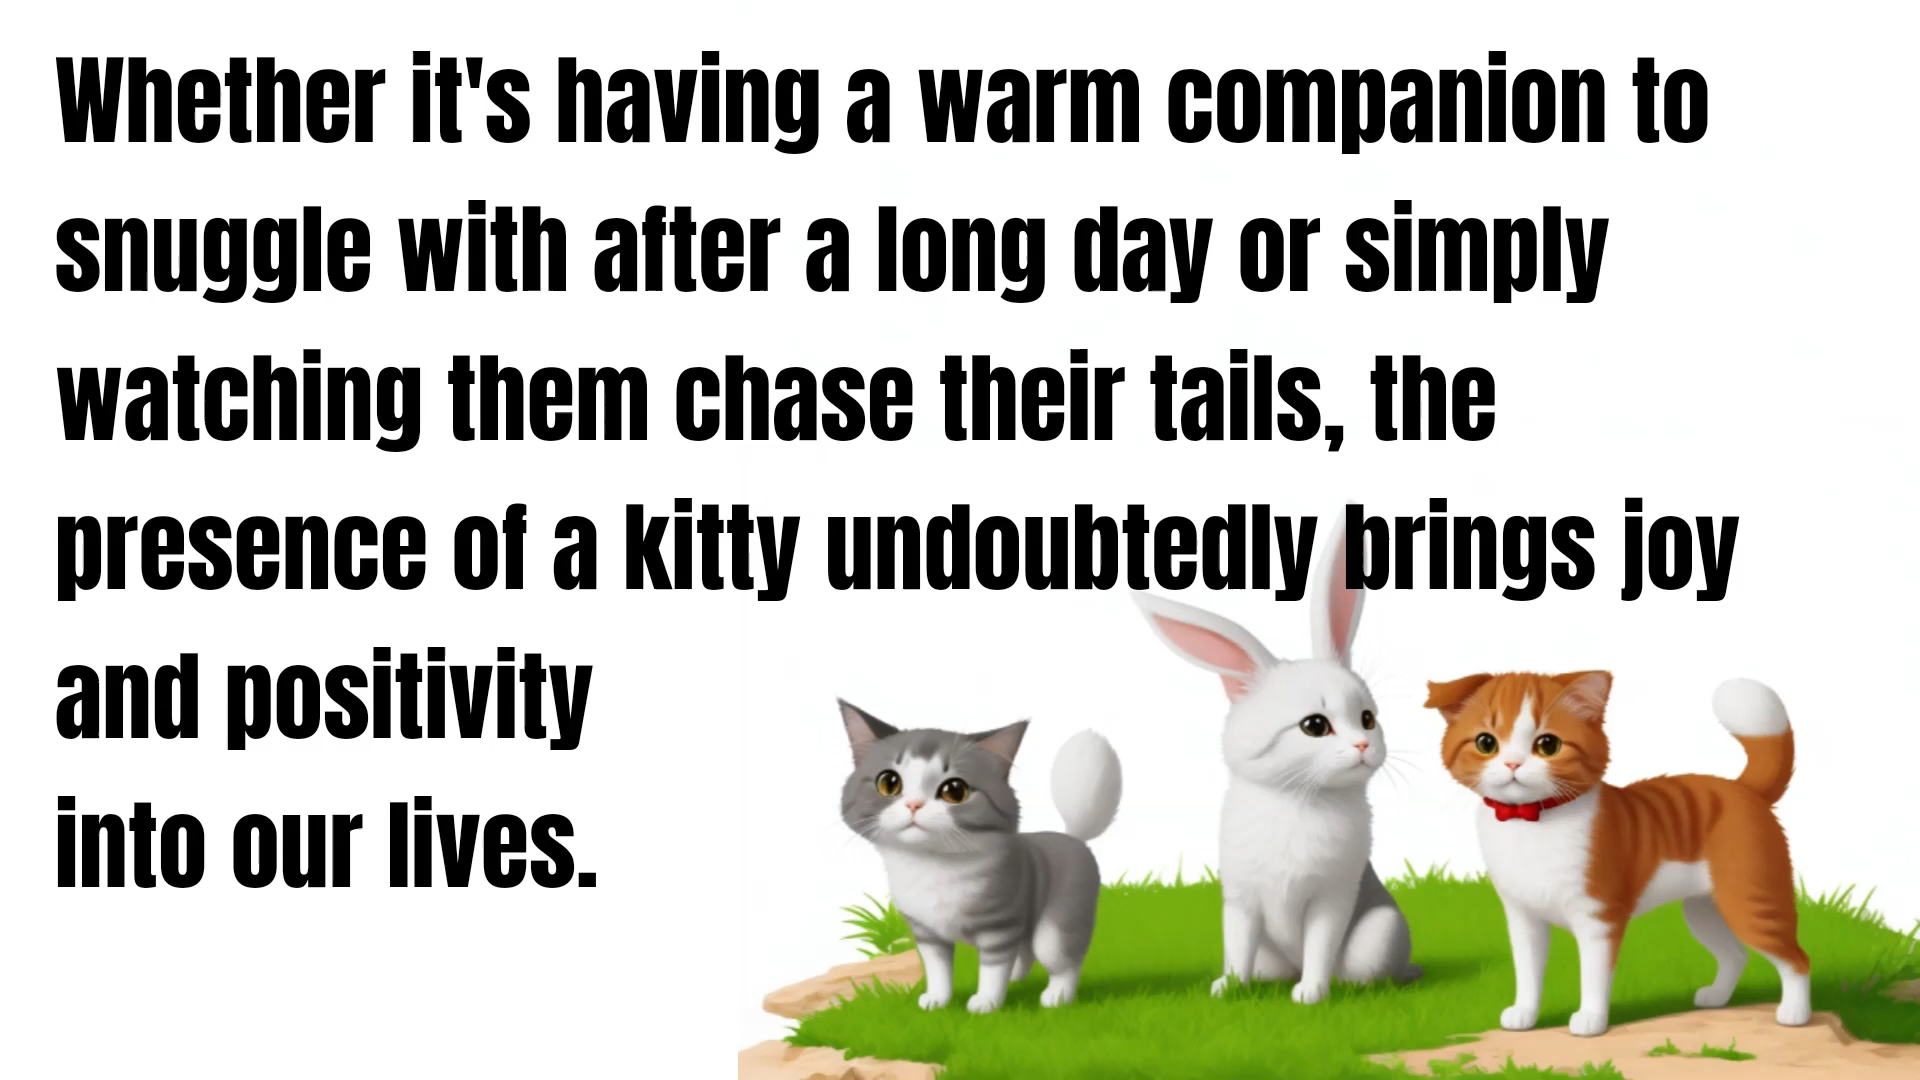 Whether it's having a warm companion to
snuggle with after a long day or simply
watching them chase their tails, the
presence of a kitty undoubtedly brings joy
and positivity
into our lives.